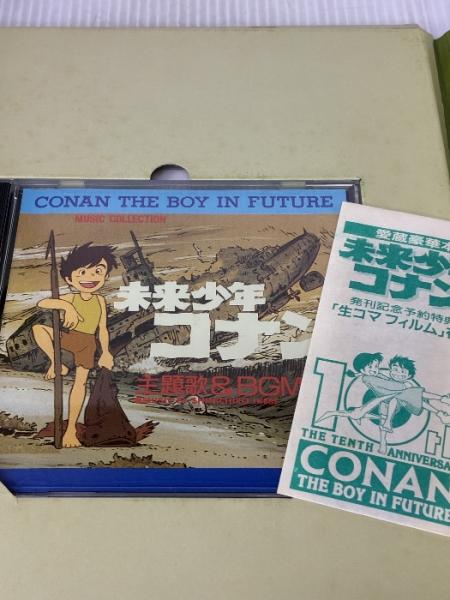 CONAN THE BOY IN FUTURE
MUSIC COLLECTION
未来少年
コナン
主題歌&BGM
愛蔵豪華本
未来少年
コナン
発刊記念予約特典
「生コマフィルム」
10th
THE TENTH ANNIVERSA
CONAN
THE BOY IN FUTURE